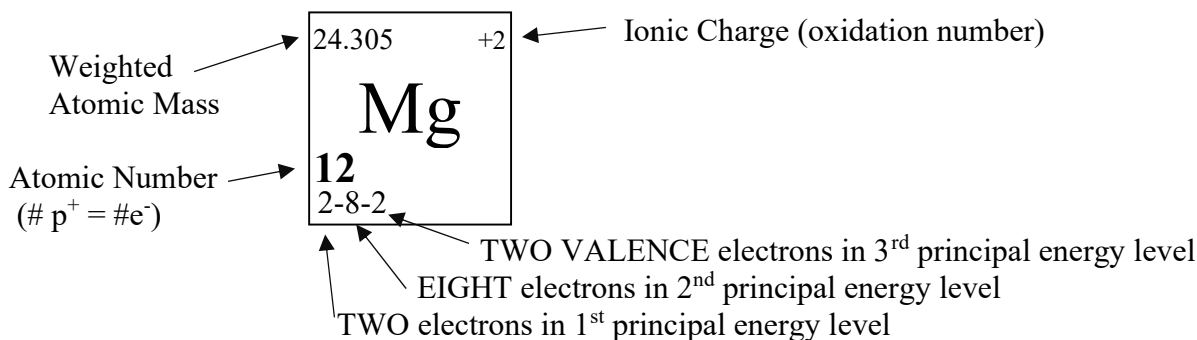 24.305 +2
Ionic Charge (oxidation number)
Weighted
Atomic Mass
Mg
Atomic Number
(# p⁺ = #e⁻)
12
2-8-2
TWO VALENCE electrons in 3ʳᵈ principal energy level
EIGHT electrons in 2ⁿᵈ principal energy level
TWO electrons in 1ˢᵗ principal energy level